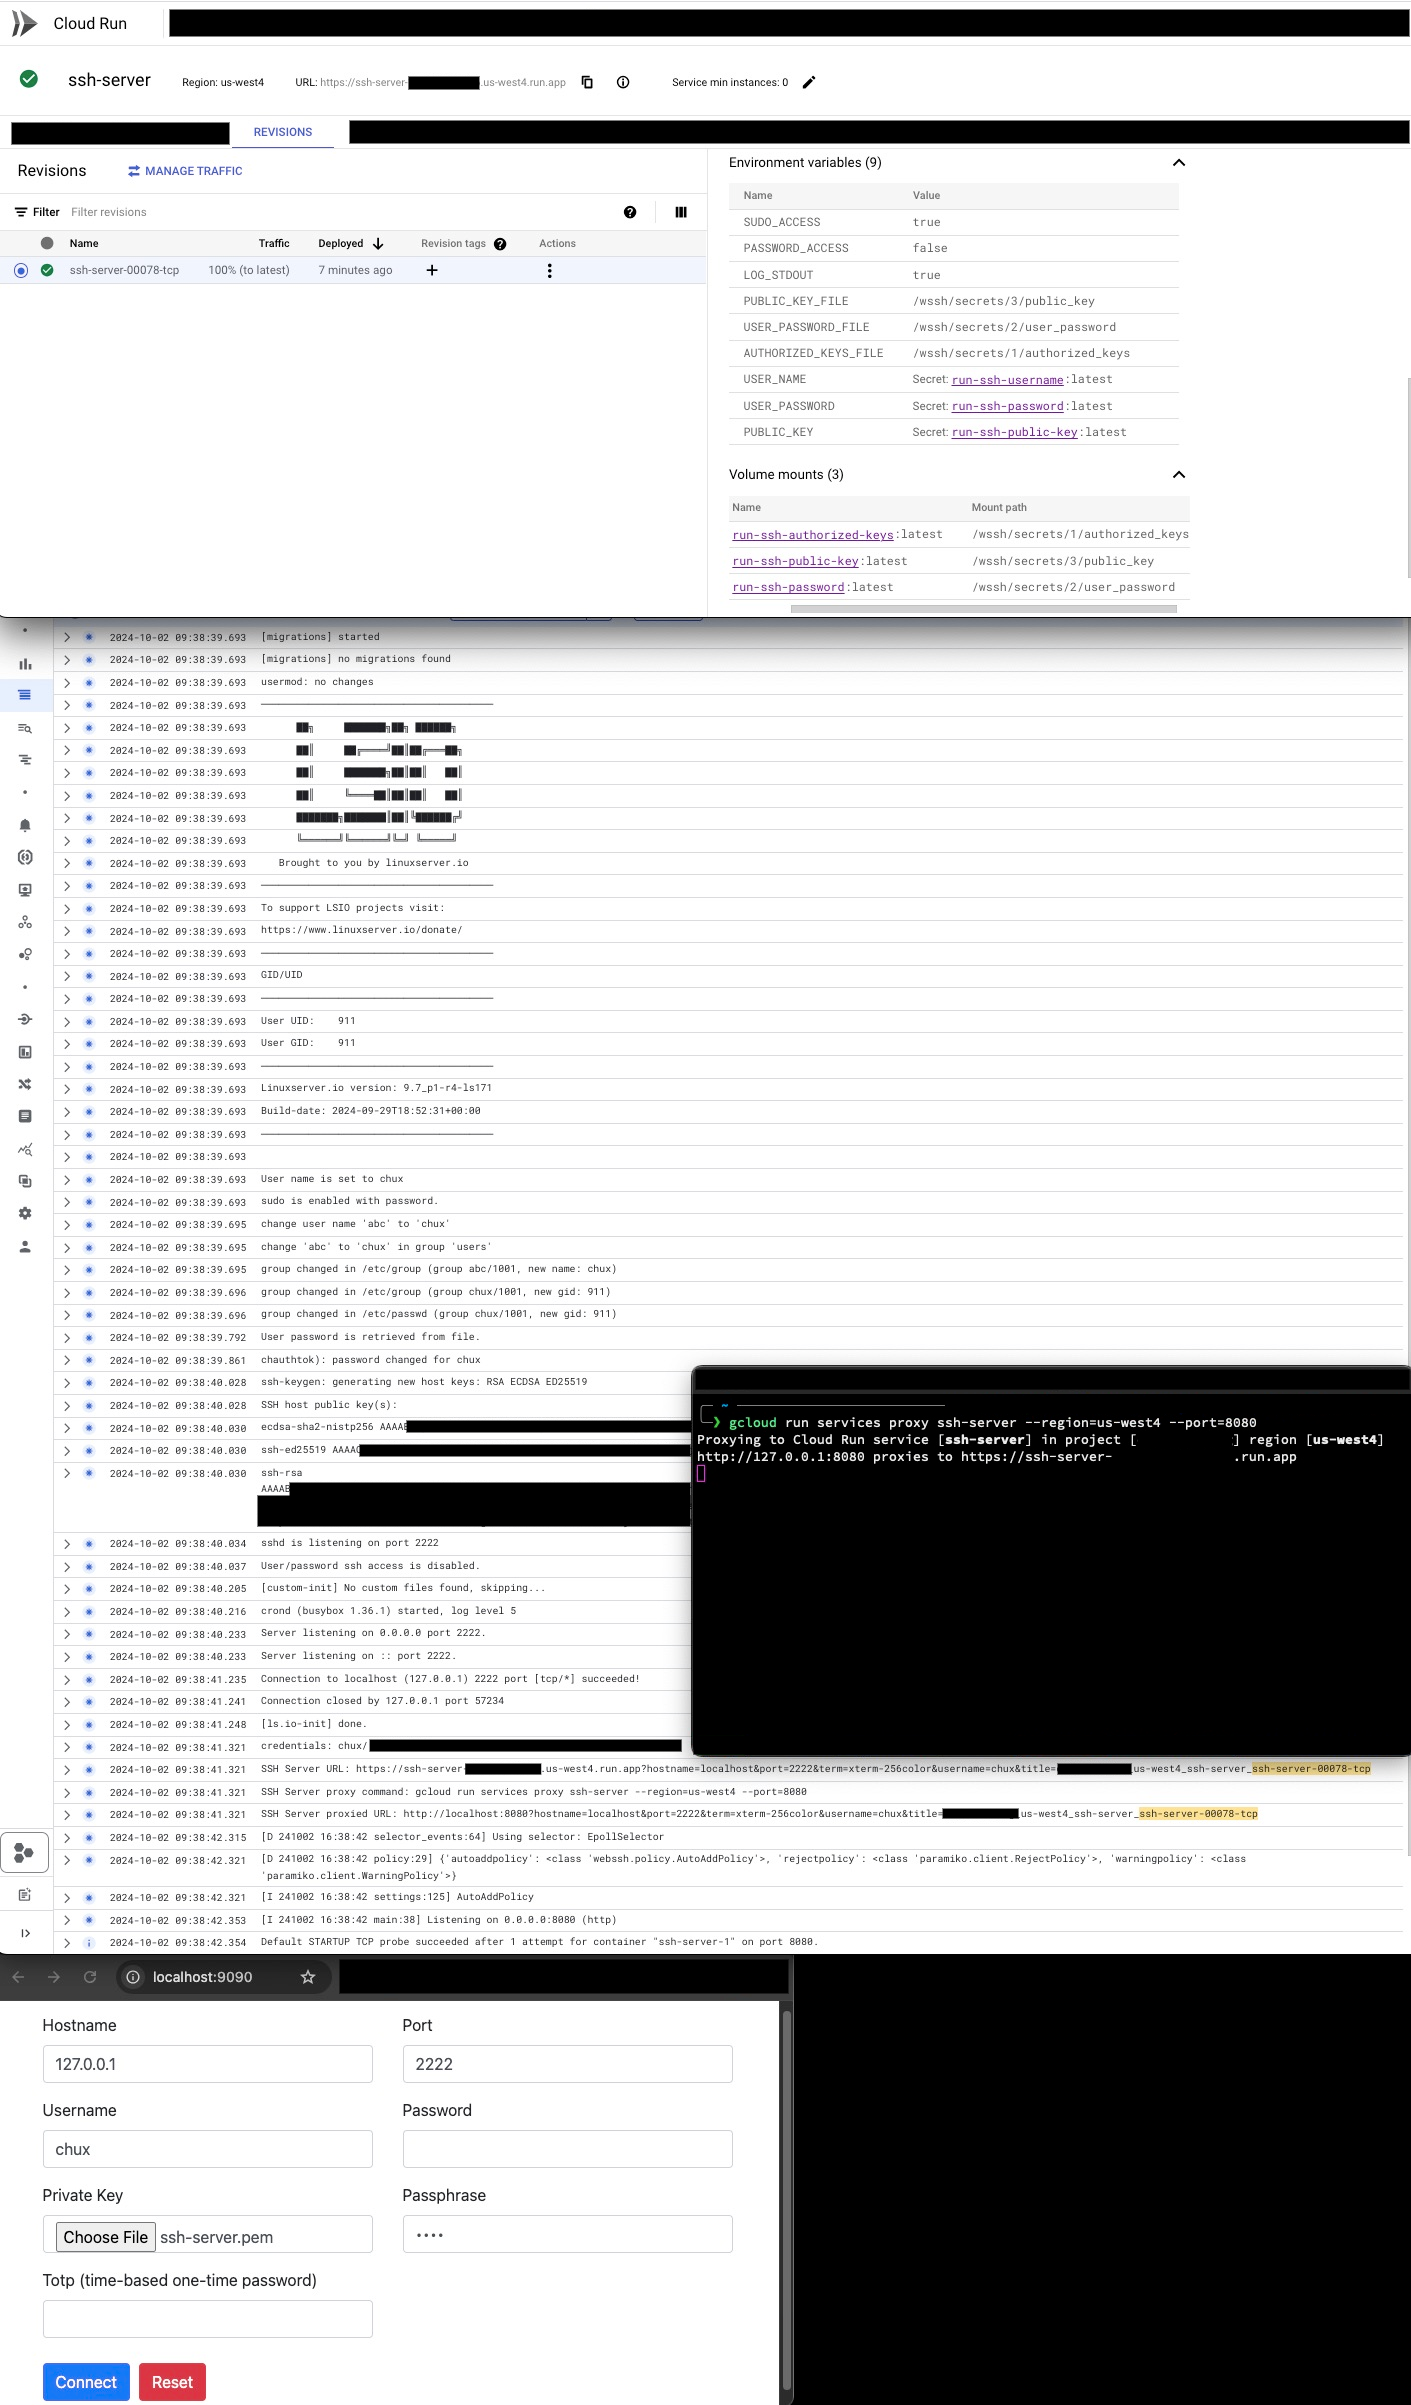 Cloud Run
ssh-server Region: us-west4 URL: https://ssh-server- .us-west4.run.app Service min instances: 0
REVISIONS
Revisions MANAGE TRAFFIC
Filter Filter revisions
Name Traffic Deployed Revision tags Actions
ssh-server-00078-tcp 100% (to latest) 7 minutes ago
Environment variables (9)
Name Value
SUDO_ACCESS true
PASSWORD_ACCESS false
LOG_STDOUT true
PUBLIC_KEY_FILE /wssh/secrets/3/public_key
USER_PASSWORD_FILE /wssh/secrets/2/user_password
AUTHORIZED_KEYS_FILE /wssh/secrets/1/authorized_keys
USER_NAME Secret: run-ssh-username:latest
USER_PASSWORD Secret: run-ssh-password:latest
PUBLIC_KEY Secret: run-ssh-public-key:latest
Volume mounts (3)
Name Mount path
run-ssh-authorized-keys:latest /wssh/secrets/1/authorized_keys
run-ssh-public-key:latest /wssh/secrets/3/public_key
run-ssh-password:latest /wssh/secrets/2/user_password
2024-10-02 09:38:39.693 [migrations] started
2024-10-02 09:38:39.693 [migrations] no migrations found
2024-10-02 09:38:39.693 usermod: no changes
2024-10-02 09:38:39.693 ───────────────────────────────────────
2024-10-02 09:38:39.693 ██╗     ███████╗██╗ ██████╗
2024-10-02 09:38:39.693 ██║     ██╔════╝██║██╔═══██╗
2024-10-02 09:38:39.693 ██║     ███████╗██║██║   ██║
2024-10-02 09:38:39.693 ██║     ╚════██║██║██║   ██║
2024-10-02 09:38:39.693 ███████╗███████║██║╚██████╔╝
2024-10-02 09:38:39.693 ╚══════╝╚══════╝╚═╝ ╚═════╝
2024-10-02 09:38:39.693 Brought to you by linuxserver.io
2024-10-02 09:38:39.693 ───────────────────────────────────────
2024-10-02 09:38:39.693 To support LSIO projects visit:
2024-10-02 09:38:39.693 https://www.linuxserver.io/donate/
2024-10-02 09:38:39.693 ───────────────────────────────────────
2024-10-02 09:38:39.693 GID/UID
2024-10-02 09:38:39.693 ───────────────────────────────────────
2024-10-02 09:38:39.693 User UID:    911
2024-10-02 09:38:39.693 User GID:    911
2024-10-02 09:38:39.693 ───────────────────────────────────────
2024-10-02 09:38:39.693 Linuxserver.io version: 9.7_p1-r4-ls171
2024-10-02 09:38:39.693 Build-date: 2024-09-29T18:52:31+00:00
2024-10-02 09:38:39.693 ───────────────────────────────────────
2024-10-02 09:38:39.693
2024-10-02 09:38:39.693 User name is set to chux
2024-10-02 09:38:39.693 sudo is enabled with password.
2024-10-02 09:38:39.695 change user name 'abc' to 'chux'
2024-10-02 09:38:39.695 change 'abc' to 'chux' in group 'users'
2024-10-02 09:38:39.695 group changed in /etc/group (group abc/1001, new name: chux)
2024-10-02 09:38:39.696 group changed in /etc/group (group chux/1001, new gid: 911)
2024-10-02 09:38:39.696 group changed in /etc/passwd (group chux/1001, new gid: 911)
2024-10-02 09:38:39.792 User password is retrieved from file.
2024-10-02 09:38:39.861 chauthtok): password changed for chux
2024-10-02 09:38:40.028 ssh-keygen: generating new host keys: RSA ECDSA ED25519
2024-10-02 09:38:40.028 SSH host public key(s):
2024-10-02 09:38:40.030 ecdsa-sha2-nistp256 AAAAE
2024-10-02 09:38:40.030 ssh-ed25519 AAAAC
2024-10-02 09:38:40.030 ssh-rsa
AAAAB
2024-10-02 09:38:40.034 sshd is listening on port 2222
2024-10-02 09:38:40.037 User/password ssh access is disabled.
2024-10-02 09:38:40.205 [custom-init] No custom files found, skipping...
2024-10-02 09:38:40.216 crond (busybox 1.36.1) started, log level 5
2024-10-02 09:38:40.233 Server listening on 0.0.0.0 port 2222.
2024-10-02 09:38:40.233 Server listening on :: port 2222.
2024-10-02 09:38:41.235 Connection to localhost (127.0.0.1) 2222 port [tcp/*] succeeded!
2024-10-02 09:38:41.241 Connection closed by 127.0.0.1 port 57234
2024-10-02 09:38:41.248 [ls.io-init] done.
2024-10-02 09:38:41.321 credentials: chux/
2024-10-02 09:38:41.321 SSH Server URL: https://ssh-server- .us-west4.run.app?hostname=localhost&port=2222&term=xterm-256color&username=chux&title= us-west4_ssh-server_ssh-server-00078-tcp
2024-10-02 09:38:41.321 SSH Server proxy command: gcloud run services proxy ssh-server --region=us-west4 --port=8080
2024-10-02 09:38:41.321 SSH Server proxied URL: http://localhost:8080?hostname=localhost&port=2222&term=xterm-256color&username=chux&title= us-west4_ssh-server_ssh-server-00078-tcp
2024-10-02 09:38:42.315 [D 241002 16:38:42 selector_events:64] Using selector: EpollSelector
2024-10-02 09:38:42.321 [D 241002 16:38:42 policy:29] {'autoaddpolicy': <class 'webssh.policy.AutoAddPolicy'>, 'rejectpolicy': <class 'paramiko.client.RejectPolicy'>, 'warningpolicy': <class
'paramiko.client.WarningPolicy'>}
2024-10-02 09:38:42.321 [I 241002 16:38:42 settings:125] AutoAddPolicy
2024-10-02 09:38:42.353 [I 241002 16:38:42 main:38] Listening on 0.0.0.0:8080 (http)
2024-10-02 09:38:42.354 Default STARTUP TCP probe succeeded after 1 attempt for container "ssh-server-1" on port 8080.
~
❯ gcloud run services proxy ssh-server --region=us-west4 --port=8080
Proxying to Cloud Run service [ssh-server] in project [ ] region [us-west4]
http://127.0.0.1:8080 proxies to https://ssh-server- .run.app
localhost:9090
Hostname Port
127.0.0.1 2222
Username Password
chux
Private Key Passphrase
Choose File ssh-server.pem ••••
Totp (time-based one-time password)
Connect Reset